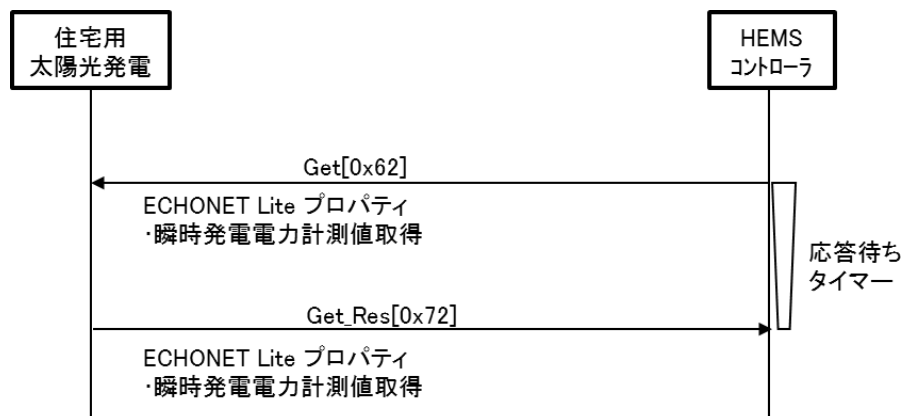 住宅用
太陽光発電
HEMS
コントローラ
Get[0x62]
ECHONET Lite プロパティ
・瞬時発電電力計測値取得
応答待ち
タイマー
Get_Res[0x72]
ECHONET Lite プロパティ
・瞬時発電電力計測値取得